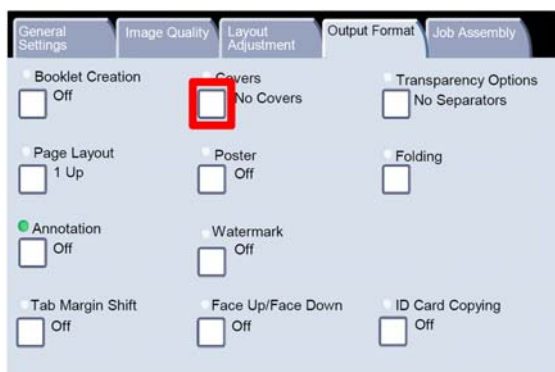 General
Settings
Image Quality
Layout
Adjustment
Output Format
Job Assembly
Booklet Creation
Off
Covers
No Covers
Transparency Options
No Separators
Page Layout
1 Up
Poster
Off
Folding
Annotation
Off
Watermark
Off
Tab Margin Shift
Off
Face Up/Face Down
Off
ID Card Copying
Off